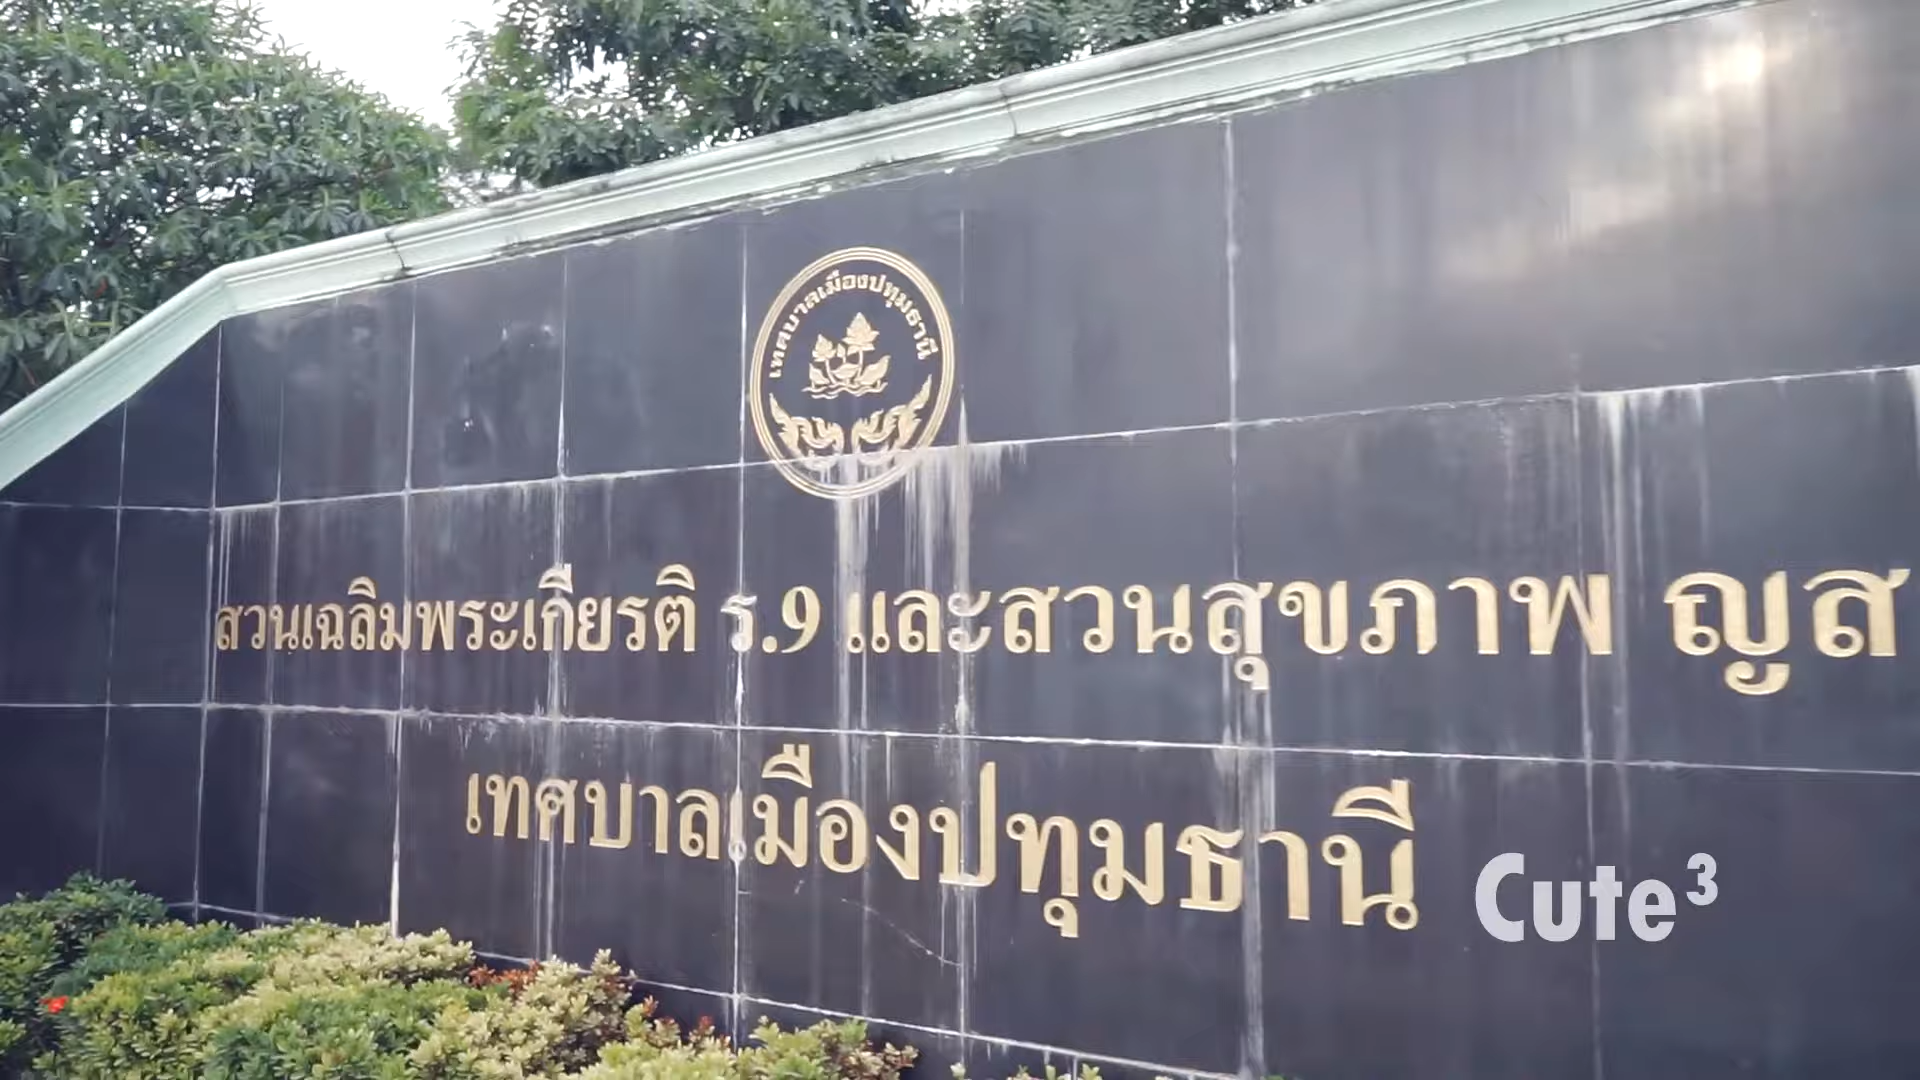 เทศบาลเมืองปทุมธานี
สวนเฉลิมพระเกียรติ ร.9 และสวนสุขภาพ ญส
เทศบาลเมืองปทุมธานี
Cute³